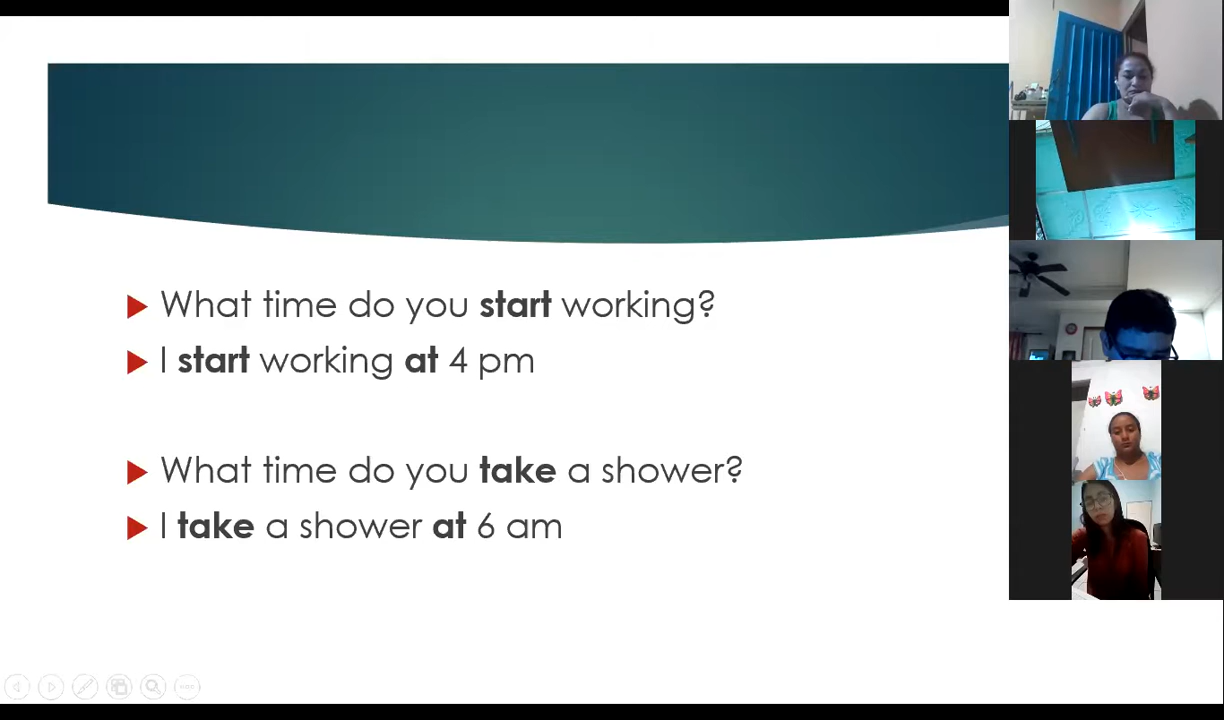 What time do you start working?
I start working at 4 pm
What time do you take a shower?
I take a shower at 6 am